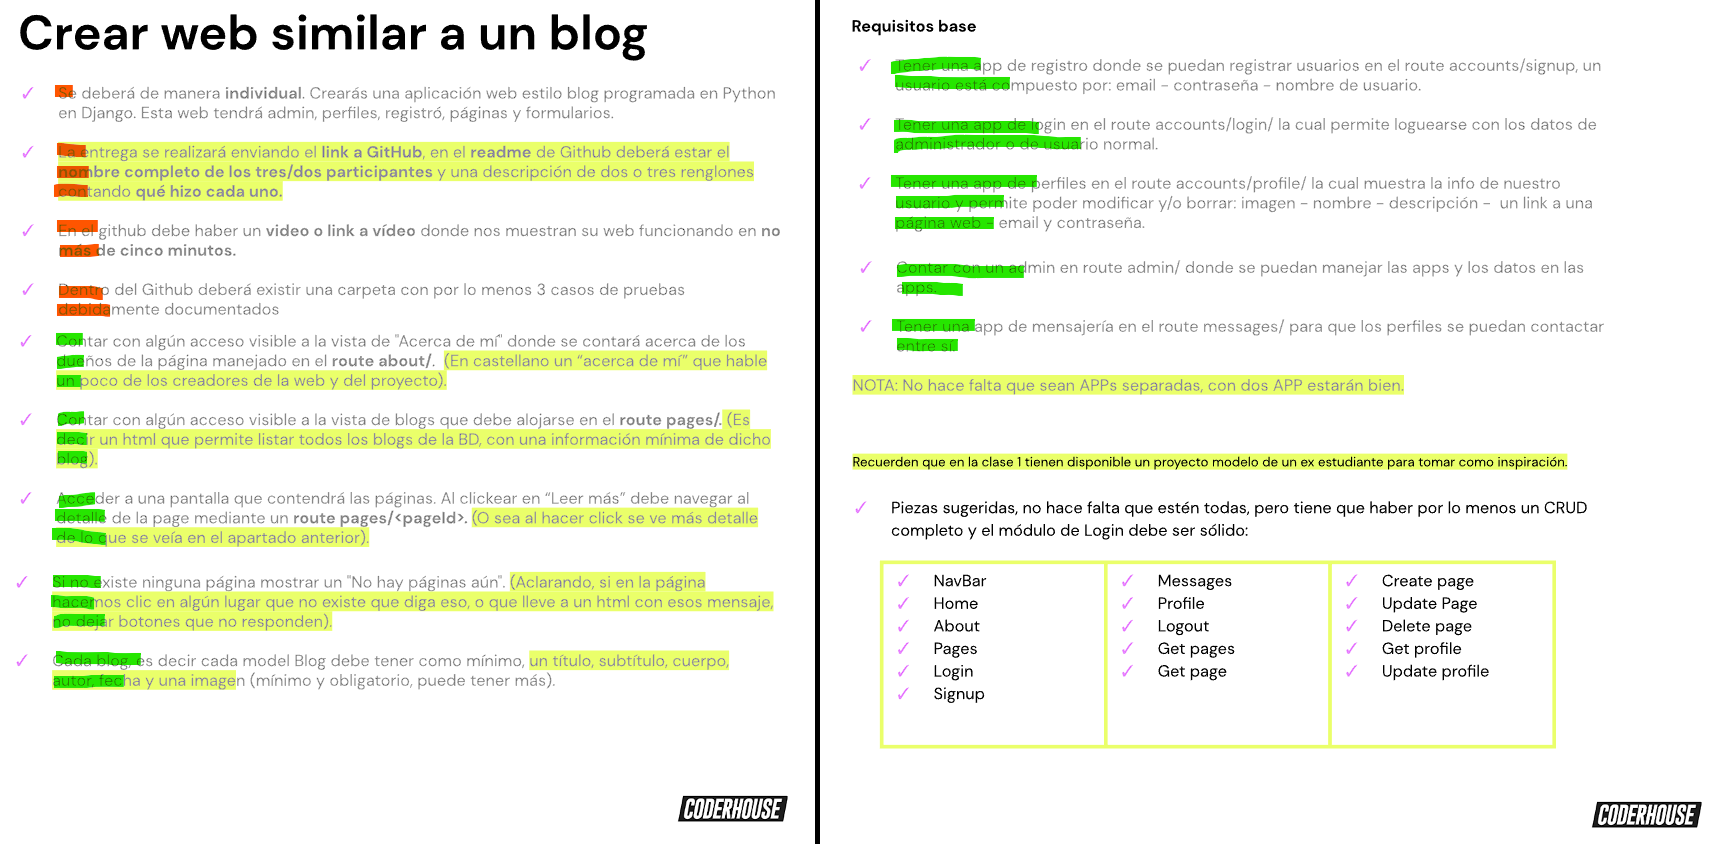 Crear web similar a un blog
Se deberá de manera individual. Crearás una aplicación web estilo blog programada en Python
en Django. Esta web tendrá admin, perfiles, registró, páginas y formularios.
La entrega se realizará enviando el link a GitHub, en el readme de Github deberá estar el
nombre completo de los tres/dos participantes y una descripción de dos o tres renglones
contando qué hizo cada uno.
En el github debe haber un video o link a vídeo donde nos muestran su web funcionando en no
más de cinco minutos.
Dentro del Github deberá existir una carpeta con por lo menos 3 casos de pruebas
debidamente documentados
Contar con algún acceso visible a la vista de "Acerca de mí" donde se contará acerca de los
dueños de la página manejado en el route about/. (En castellano un “acerca de mí” que hable
un poco de los creadores de la web y del proyecto).
Contar con algún acceso visible a la vista de blogs que debe alojarse en el route pages/. (Es
decir un html que permite listar todos los blogs de la BD, con una información mínima de dicho
blog).
Acceder a una pantalla que contendrá las páginas. Al clickear en “Leer más” debe navegar al
detalle de la page mediante un route pages/<pageId>. (O sea al hacer click se ve más detalle
de lo que se veía en el apartado anterior).
Si no existe ninguna página mostrar un "No hay páginas aún". (Aclarando, si en la página
hacemos clic en algún lugar que no existe que diga eso, o que lleve a un html con esos mensaje,
no dejar botones que no responden).
Cada blog, es decir cada model Blog debe tener como mínimo, un título, subtítulo, cuerpo,
autor, fecha y una imagen (mínimo y obligatorio, puede tener más).
CODERHOUSE
Requisitos base
Tener una app de registro donde se puedan registrar usuarios en el route accounts/signup, un
usuario está compuesto por: email - contraseña - nombre de usuario.
Tener una app de login en el route accounts/login/ la cual permite loguearse con los datos de
administrador o de usuario normal.
Tener una app de perfiles en el route accounts/profile/ la cual muestra la info de nuestro
usuario y permite poder modificar y/o borrar: imagen - nombre - descripción - un link a una
página web - email y contraseña.
Contar con un admin en route admin/ donde se puedan manejar las apps y los datos en las
apps.
Tener una app de mensajería en el route messages/ para que los perfiles se puedan contactar
entre sí.
NOTA: No hace falta que sean APPs separadas, con dos APP estarán bien.
Recuerden que en la clase 1 tienen disponible un proyecto modelo de un ex estudiante para tomar como inspiración.
Piezas sugeridas, no hace falta que estén todas, pero tiene que haber por lo menos un CRUD
completo y el módulo de Login debe ser sólido:
NavBar
Home
About
Pages
Login
Signup
Messages
Profile
Logout
Get pages
Get page
Create page
Update Page
Delete page
Get profile
Update profile
CODERHOUSE